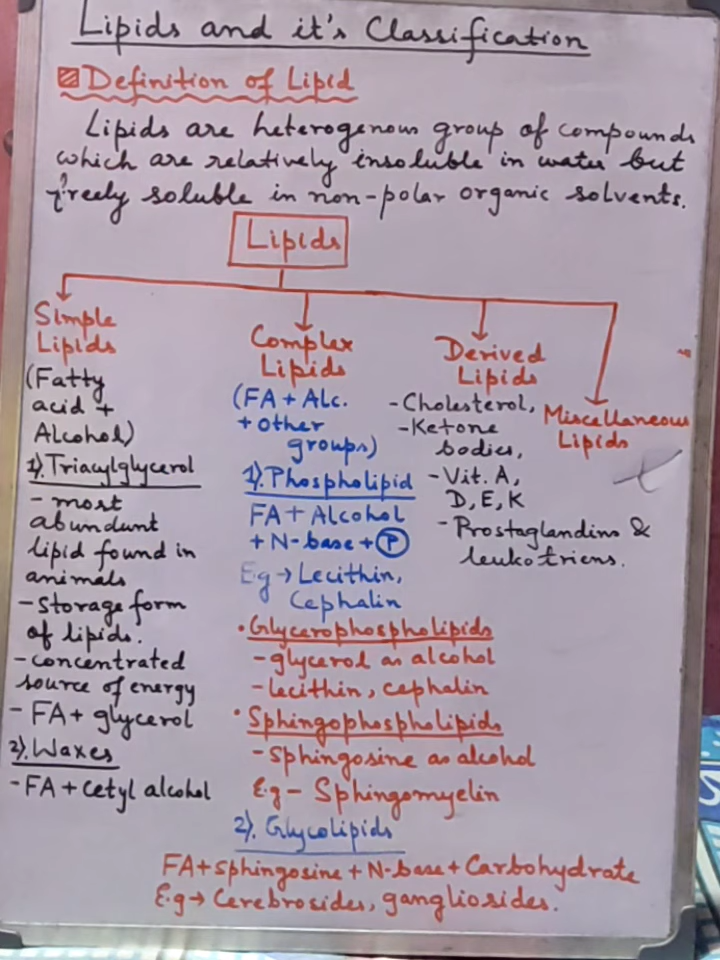 Lipids and it's Classification
Definition of Lipid
Lipids are heterogenous group of compounds
which are relatively insoluble in water but
freely soluble in non-polar organic solvents.
Lipids
Simple
Lipids
(Fatty
acid +
Alcohol)
1). Triacylglycerol
- most
abundunt
lipid found in
animals
- Storage form
of lipids.
- concentrated
source of energy
- FA + glycerol
2). Waxes
- FA + cetyl alcohol
Complex
Lipids
(FA + Alc.
+ other
groups)
1). Phospholipid
FA + Alcohol
+ N-base + P
E.g → Lecithin,
Cephalin
• Glycerophospholipids
- glycerol as alcohol
- lecithin, cephalin
• Sphingophospholipids
- Sphingosine as alcohol
E.g - Sphingomyelin
2). Glycolipids
FA + sphingosine + N-base + Carbohydrate
E.g → Cerebrosides, gangliosides.
Derived
Lipids
- Cholesterol,
- Ketone
bodies,
- Vit. A,
D, E, K
- Prostaglandins &
leukotriens.
Miscellaneous
Lipids